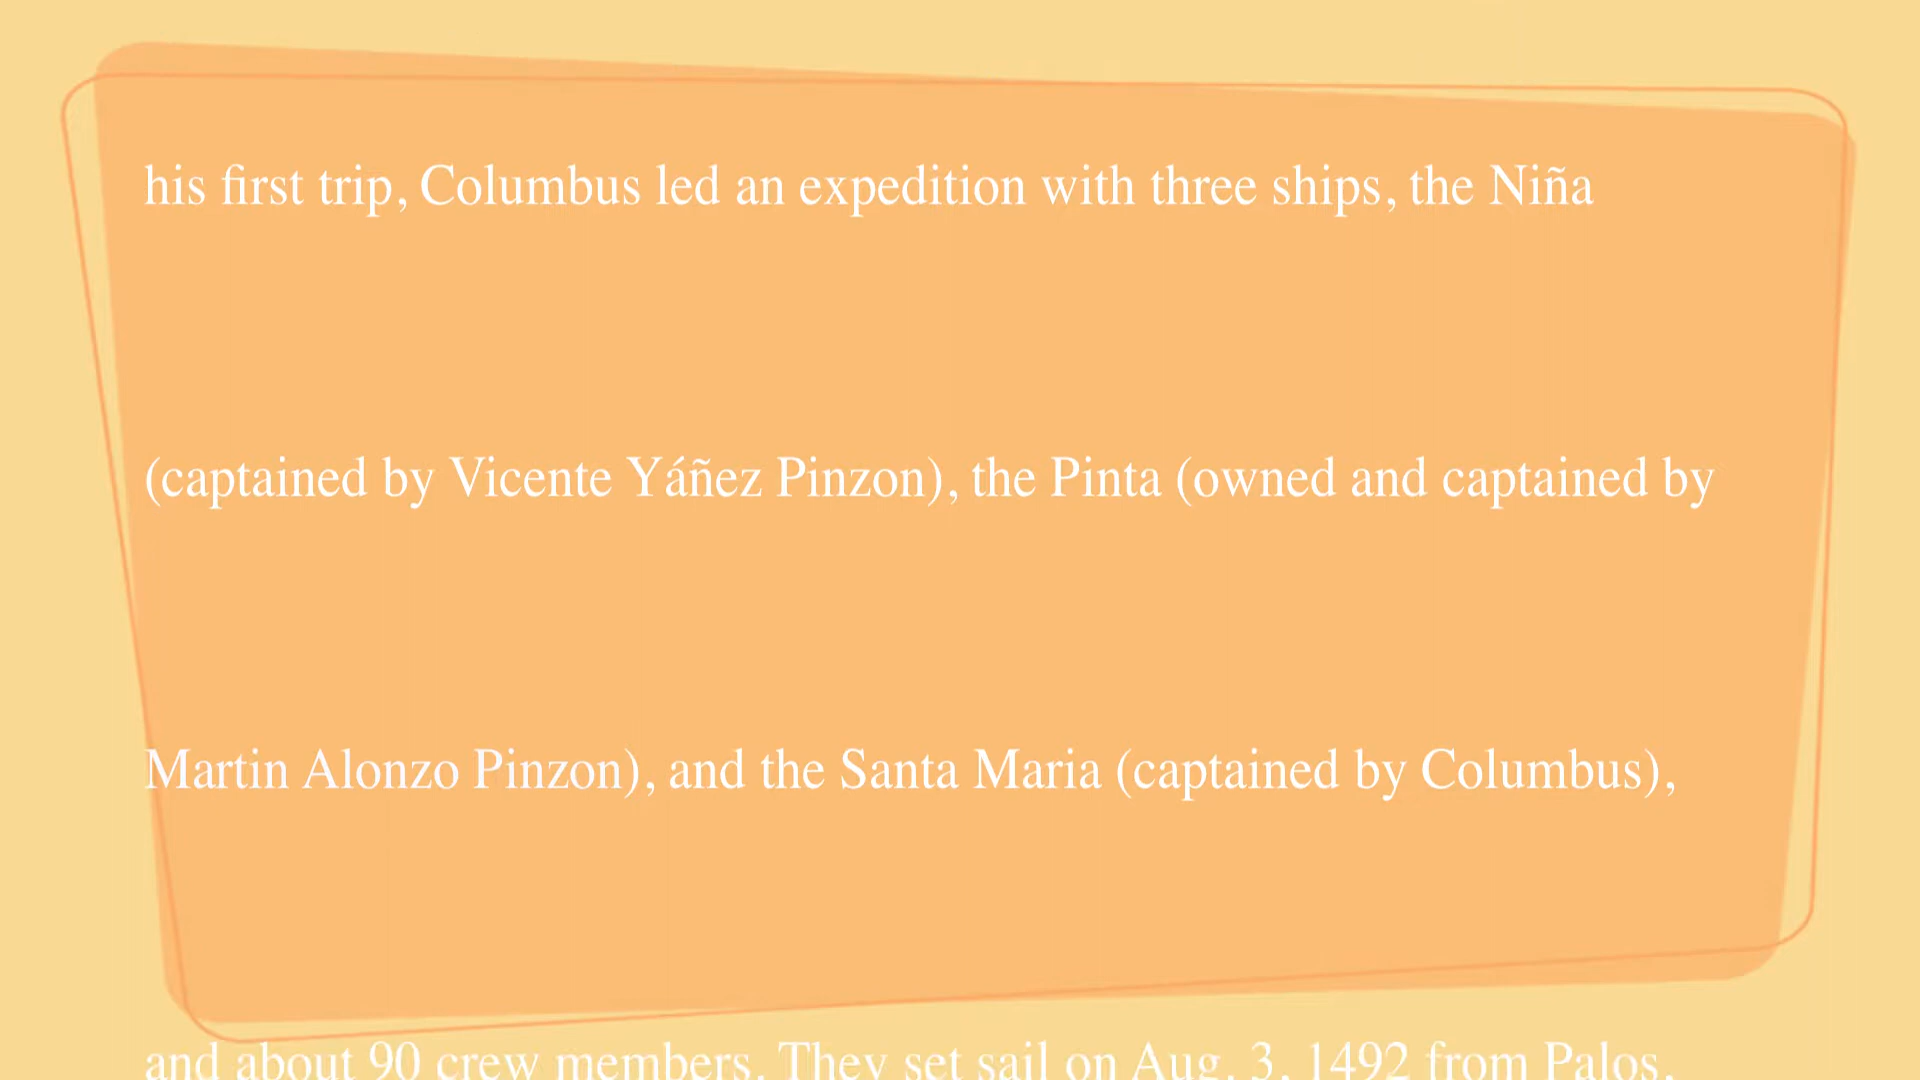 his first trip, Columbus led an expedition with three ships, the Niña
(captained by Vicente Yáñez Pinzon), the Pinta (owned and captained by
Martin Alonzo Pinzon), and the Santa Maria (captained by Columbus),
and about 90 crew members. They set sail on Aug. 3, 1492 from Palos,